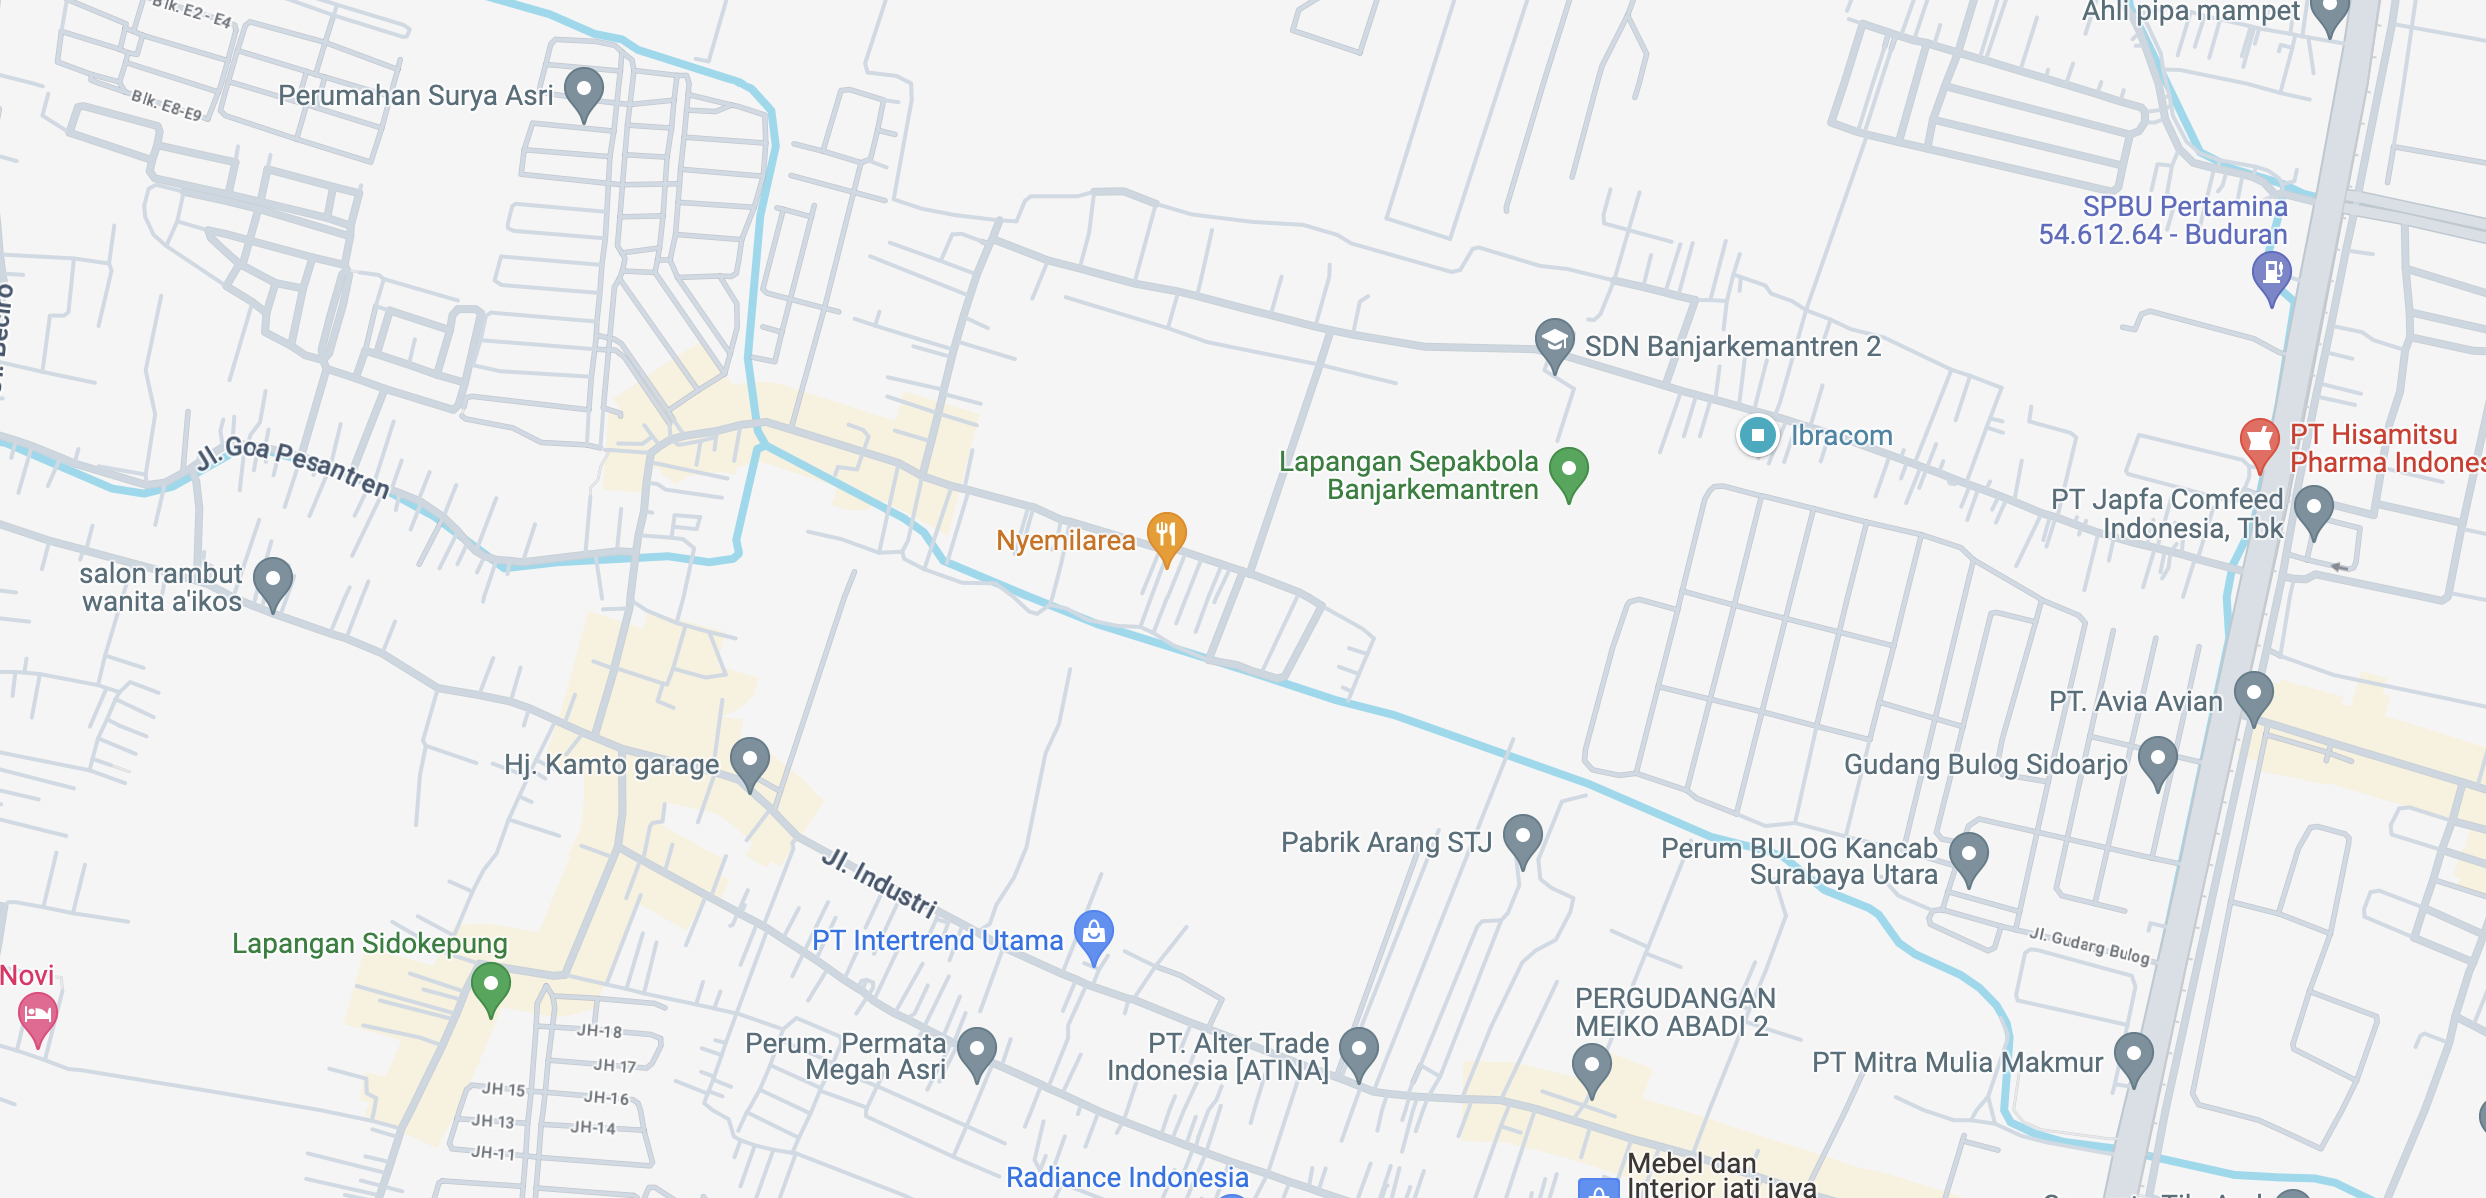 Blk. E2 - E4
Ahli pipa mampet
Perumahan Surya Asri
Blk. E8-E9
SPBU Pertamina
54.612.64 - Buduran
SDN Banjarkemantren 2
Ibracom
Lapangan Sepakbola
Banjarkemantren
PT Hisamitsu
Pharma Indones
Jl. Goa Pesantren
PT Japfa Comfeed
Indonesia, Tbk
Nyemilarea
salon rambut
wanita a'ikos
PT. Avia Avian
Hj. Kamto garage
Gudang Bulog Sidoarjo
Pabrik Arang STJ
Perum BULOG Kancab
Surabaya Utara
Jl. Industri
PT Intertrend Utama
Lapangan Sidokepung
Jl. Gudang Bulog
Novi
PERGUDANGAN
MEIKO ABADI 2
JH-18
Perum. Permata
Megah Asri
PT. Alter Trade
Indonesia [ATINA]
PT Mitra Mulia Makmur
JH-17
JH 15
JH-16
JH 13
JH-14
JH-11
Radiance Indonesia
Mebel dan
Interior jati jaya